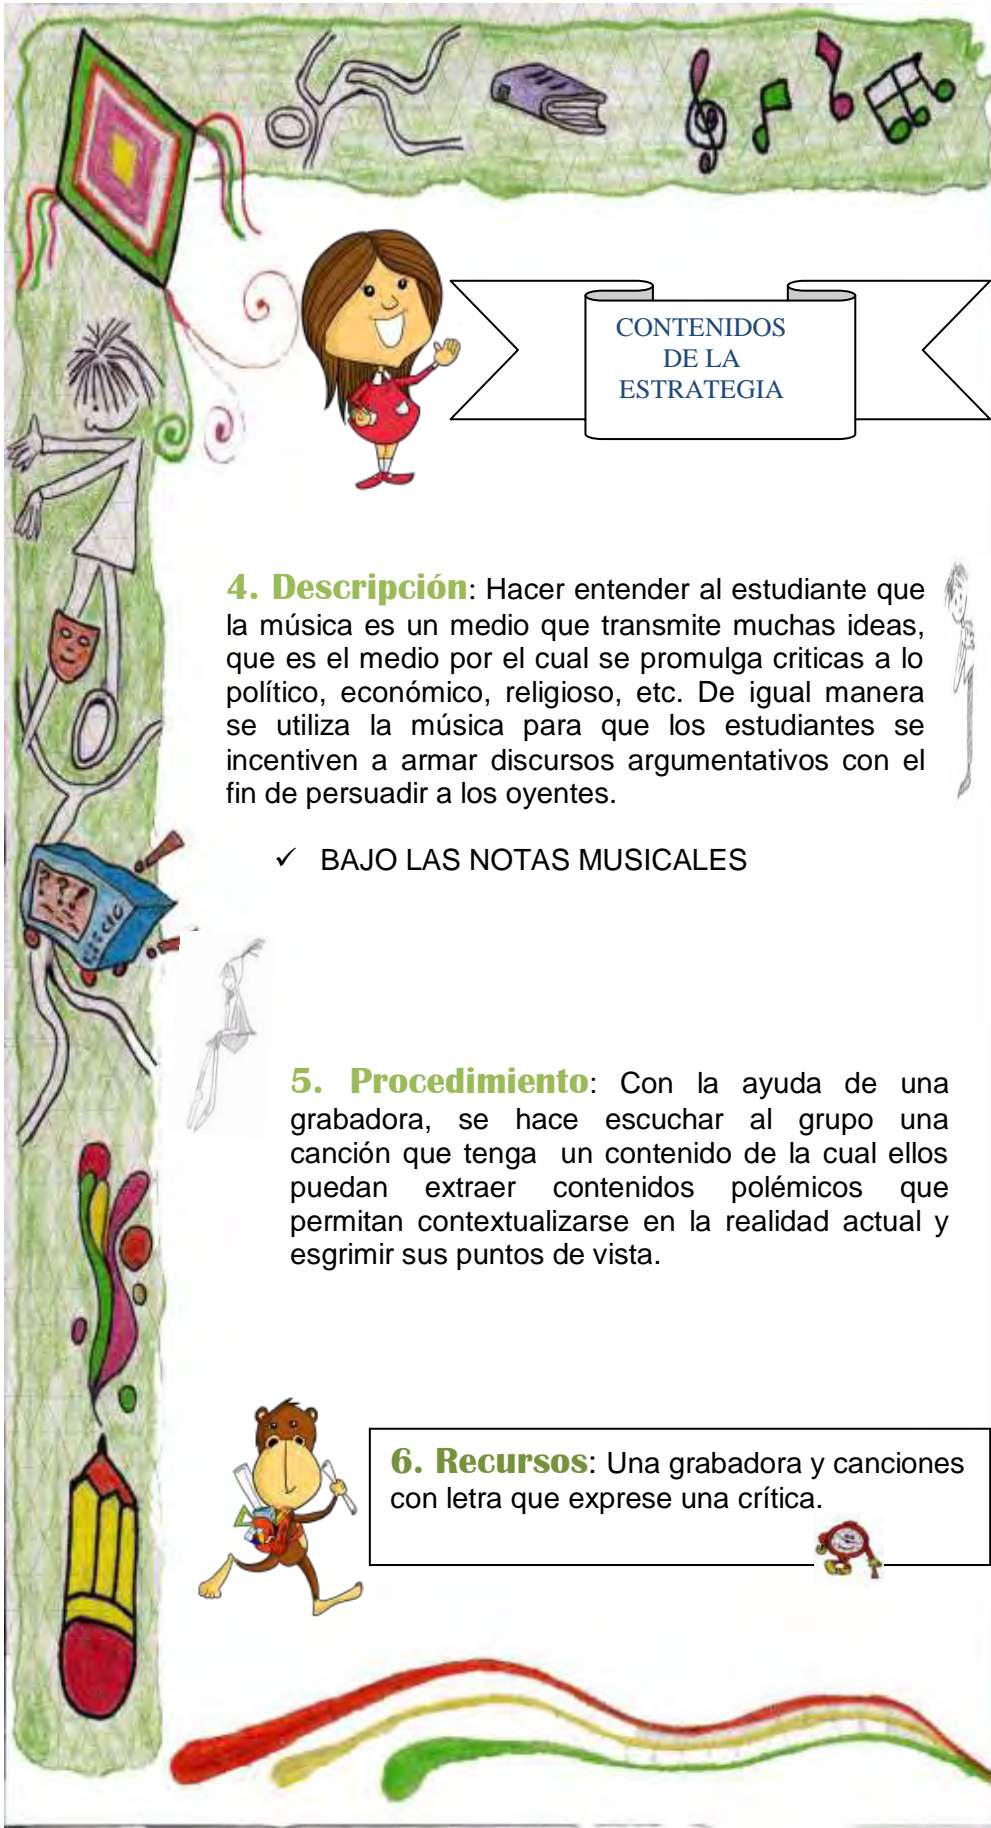 CONTENIDOS
DE LA
ESTRATEGIA
4. Descripción: Hacer entender al estudiante que
la música es un medio que transmite muchas ideas,
que es el medio por el cual se promulga criticas a lo
político, económico, religioso, etc. De igual manera
se utiliza la música para que los estudiantes se
incentiven a armar discursos argumentativos con el
fin de persuadir a los oyentes.
✓ BAJO LAS NOTAS MUSICALES
5. Procedimiento: Con la ayuda de una
grabadora, se hace escuchar al grupo una
canción que tenga un contenido de la cual ellos
puedan extraer contenidos polémicos que
permitan contextualizarse en la realidad actual y
esgrimir sus puntos de vista.
6. Recursos: Una grabadora y canciones
con letra que exprese una crítica.